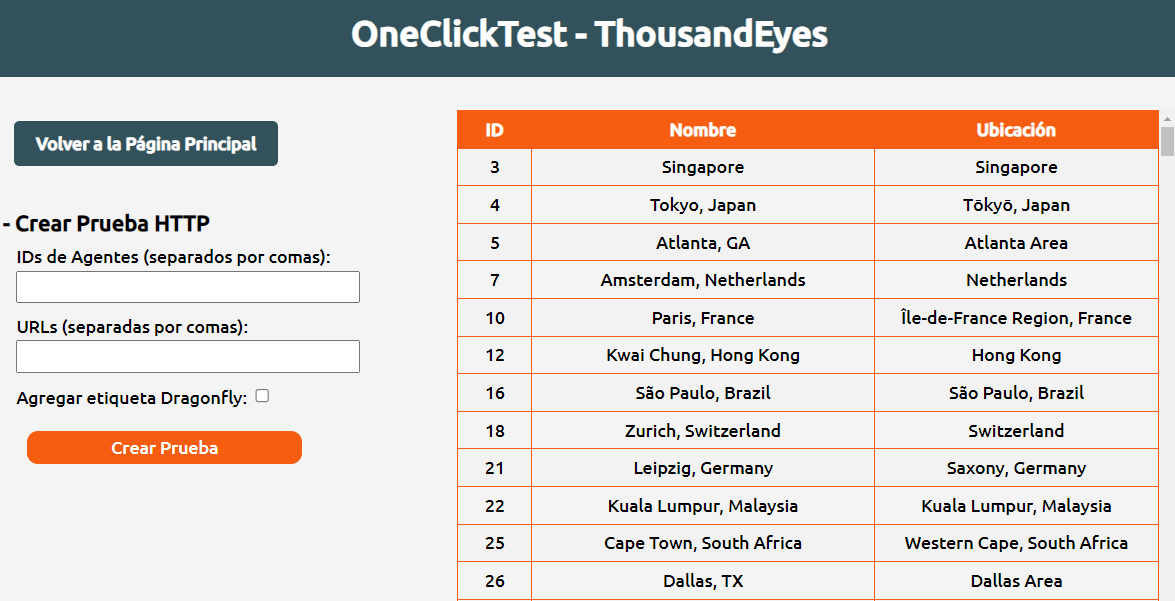 OneClickTest - ThousandEyes
Volver a la Página Principal
- Crear Prueba HTTP
IDs de Agentes (separados por comas):
URLs (separadas por comas):
Agregar etiqueta Dragonfly:
Crear Prueba
ID Nombre Ubicación
3 Singapore Singapore
4 Tokyo, Japan Tōkyō, Japan
5 Atlanta, GA Atlanta Area
7 Amsterdam, Netherlands Netherlands
10 Paris, France Île-de-France Region, France
12 Kwai Chung, Hong Kong Hong Kong
16 São Paulo, Brazil São Paulo, Brazil
18 Zurich, Switzerland Switzerland
21 Leipzig, Germany Saxony, Germany
22 Kuala Lumpur, Malaysia Kuala Lumpur, Malaysia
25 Cape Town, South Africa Western Cape, South Africa
26 Dallas, TX Dallas Area